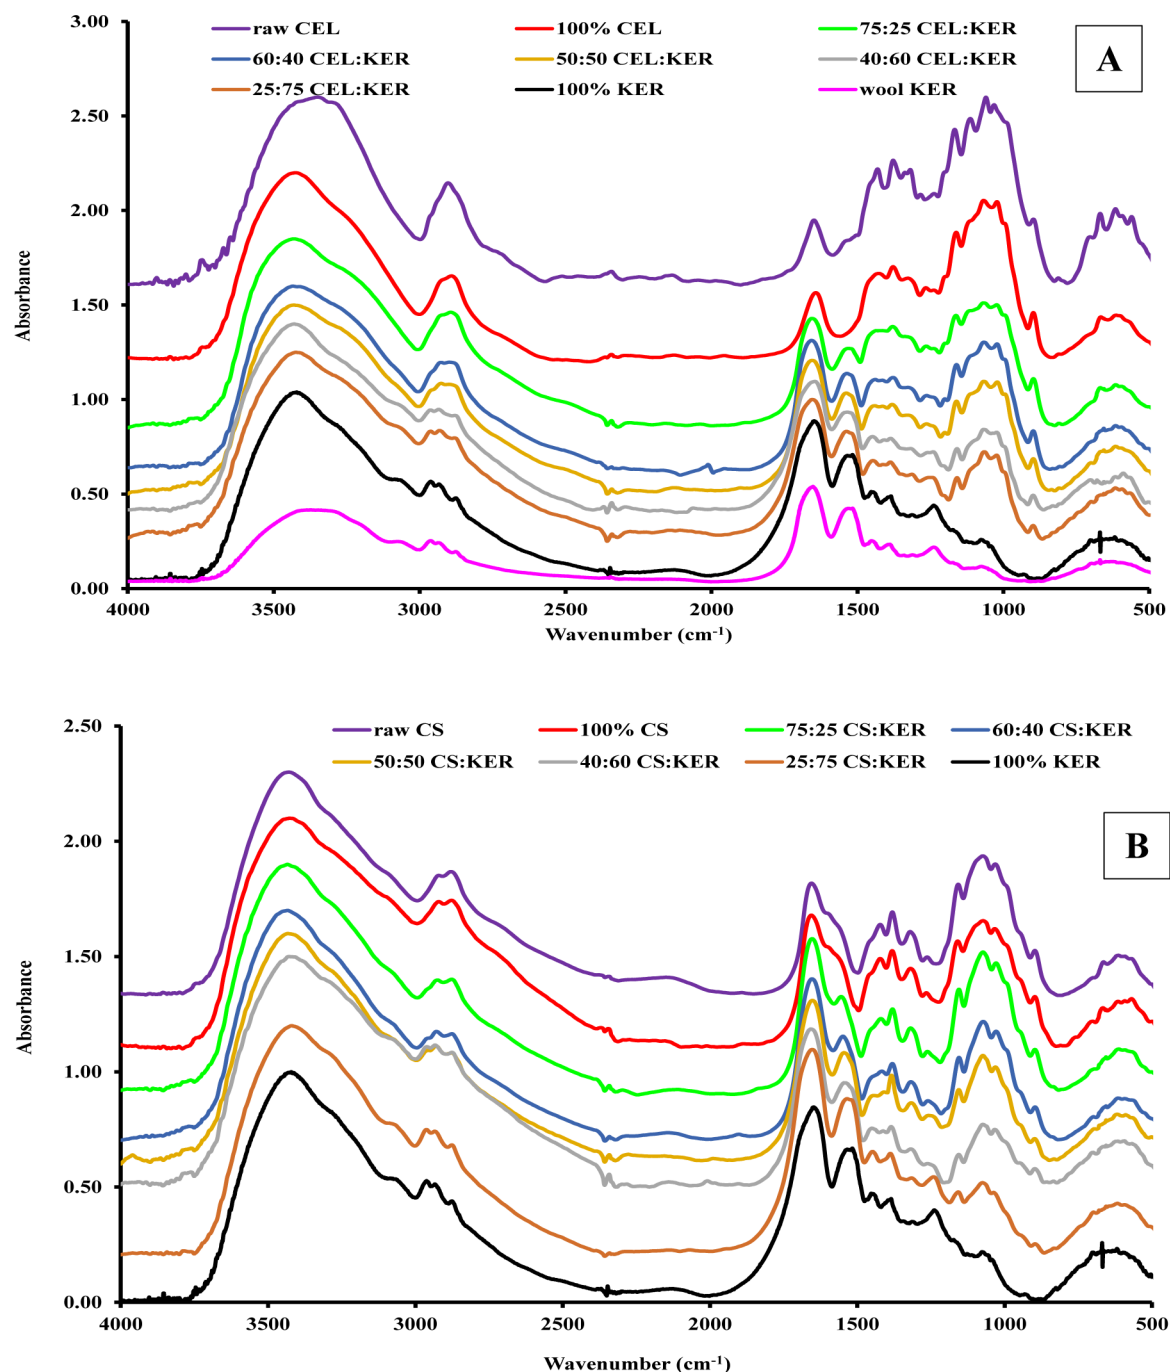 3.00
raw CEL 100% CEL 75:25 CEL:KER
60:40 CEL:KER 50:50 CEL:KER 40:60 CEL:KER
25:75 CEL:KER 100% KER wool KER
A
2.50
2.00
1.50
1.00
0.50
0.00
Absorbance
4000 3500 3000 2500 2000 1500 1000 500
Wavenumber (cm⁻¹)
2.50
raw CS 100% CS 75:25 CS:KER 60:40 CS:KER
50:50 CS:KER 40:60 CS:KER 25:75 CS:KER 100% KER
B
2.00
1.50
1.00
0.50
0.00
Absorbance
4000 3500 3000 2500 2000 1500 1000 500
Wavenumber (cm⁻¹)